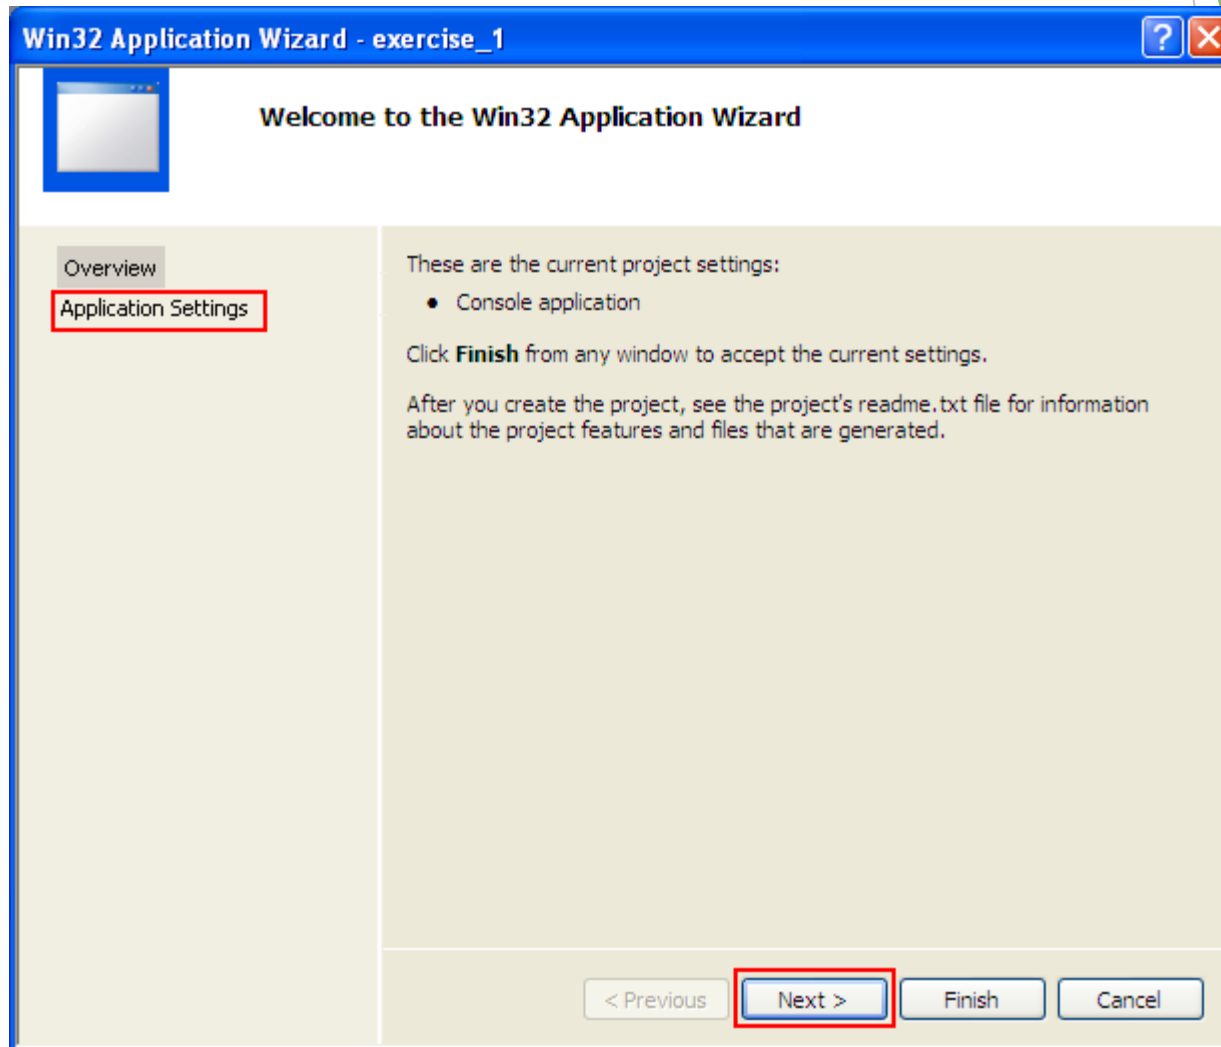 Win32 Application Wizard - exercise_1
Welcome to the Win32 Application Wizard
Overview
Application Settings
These are the current project settings:
• Console application
Click Finish from any window to accept the current settings.
After you create the project, see the project's readme.txt file for information
about the project features and files that are generated.
< Previous
Next >
Finish
Cancel